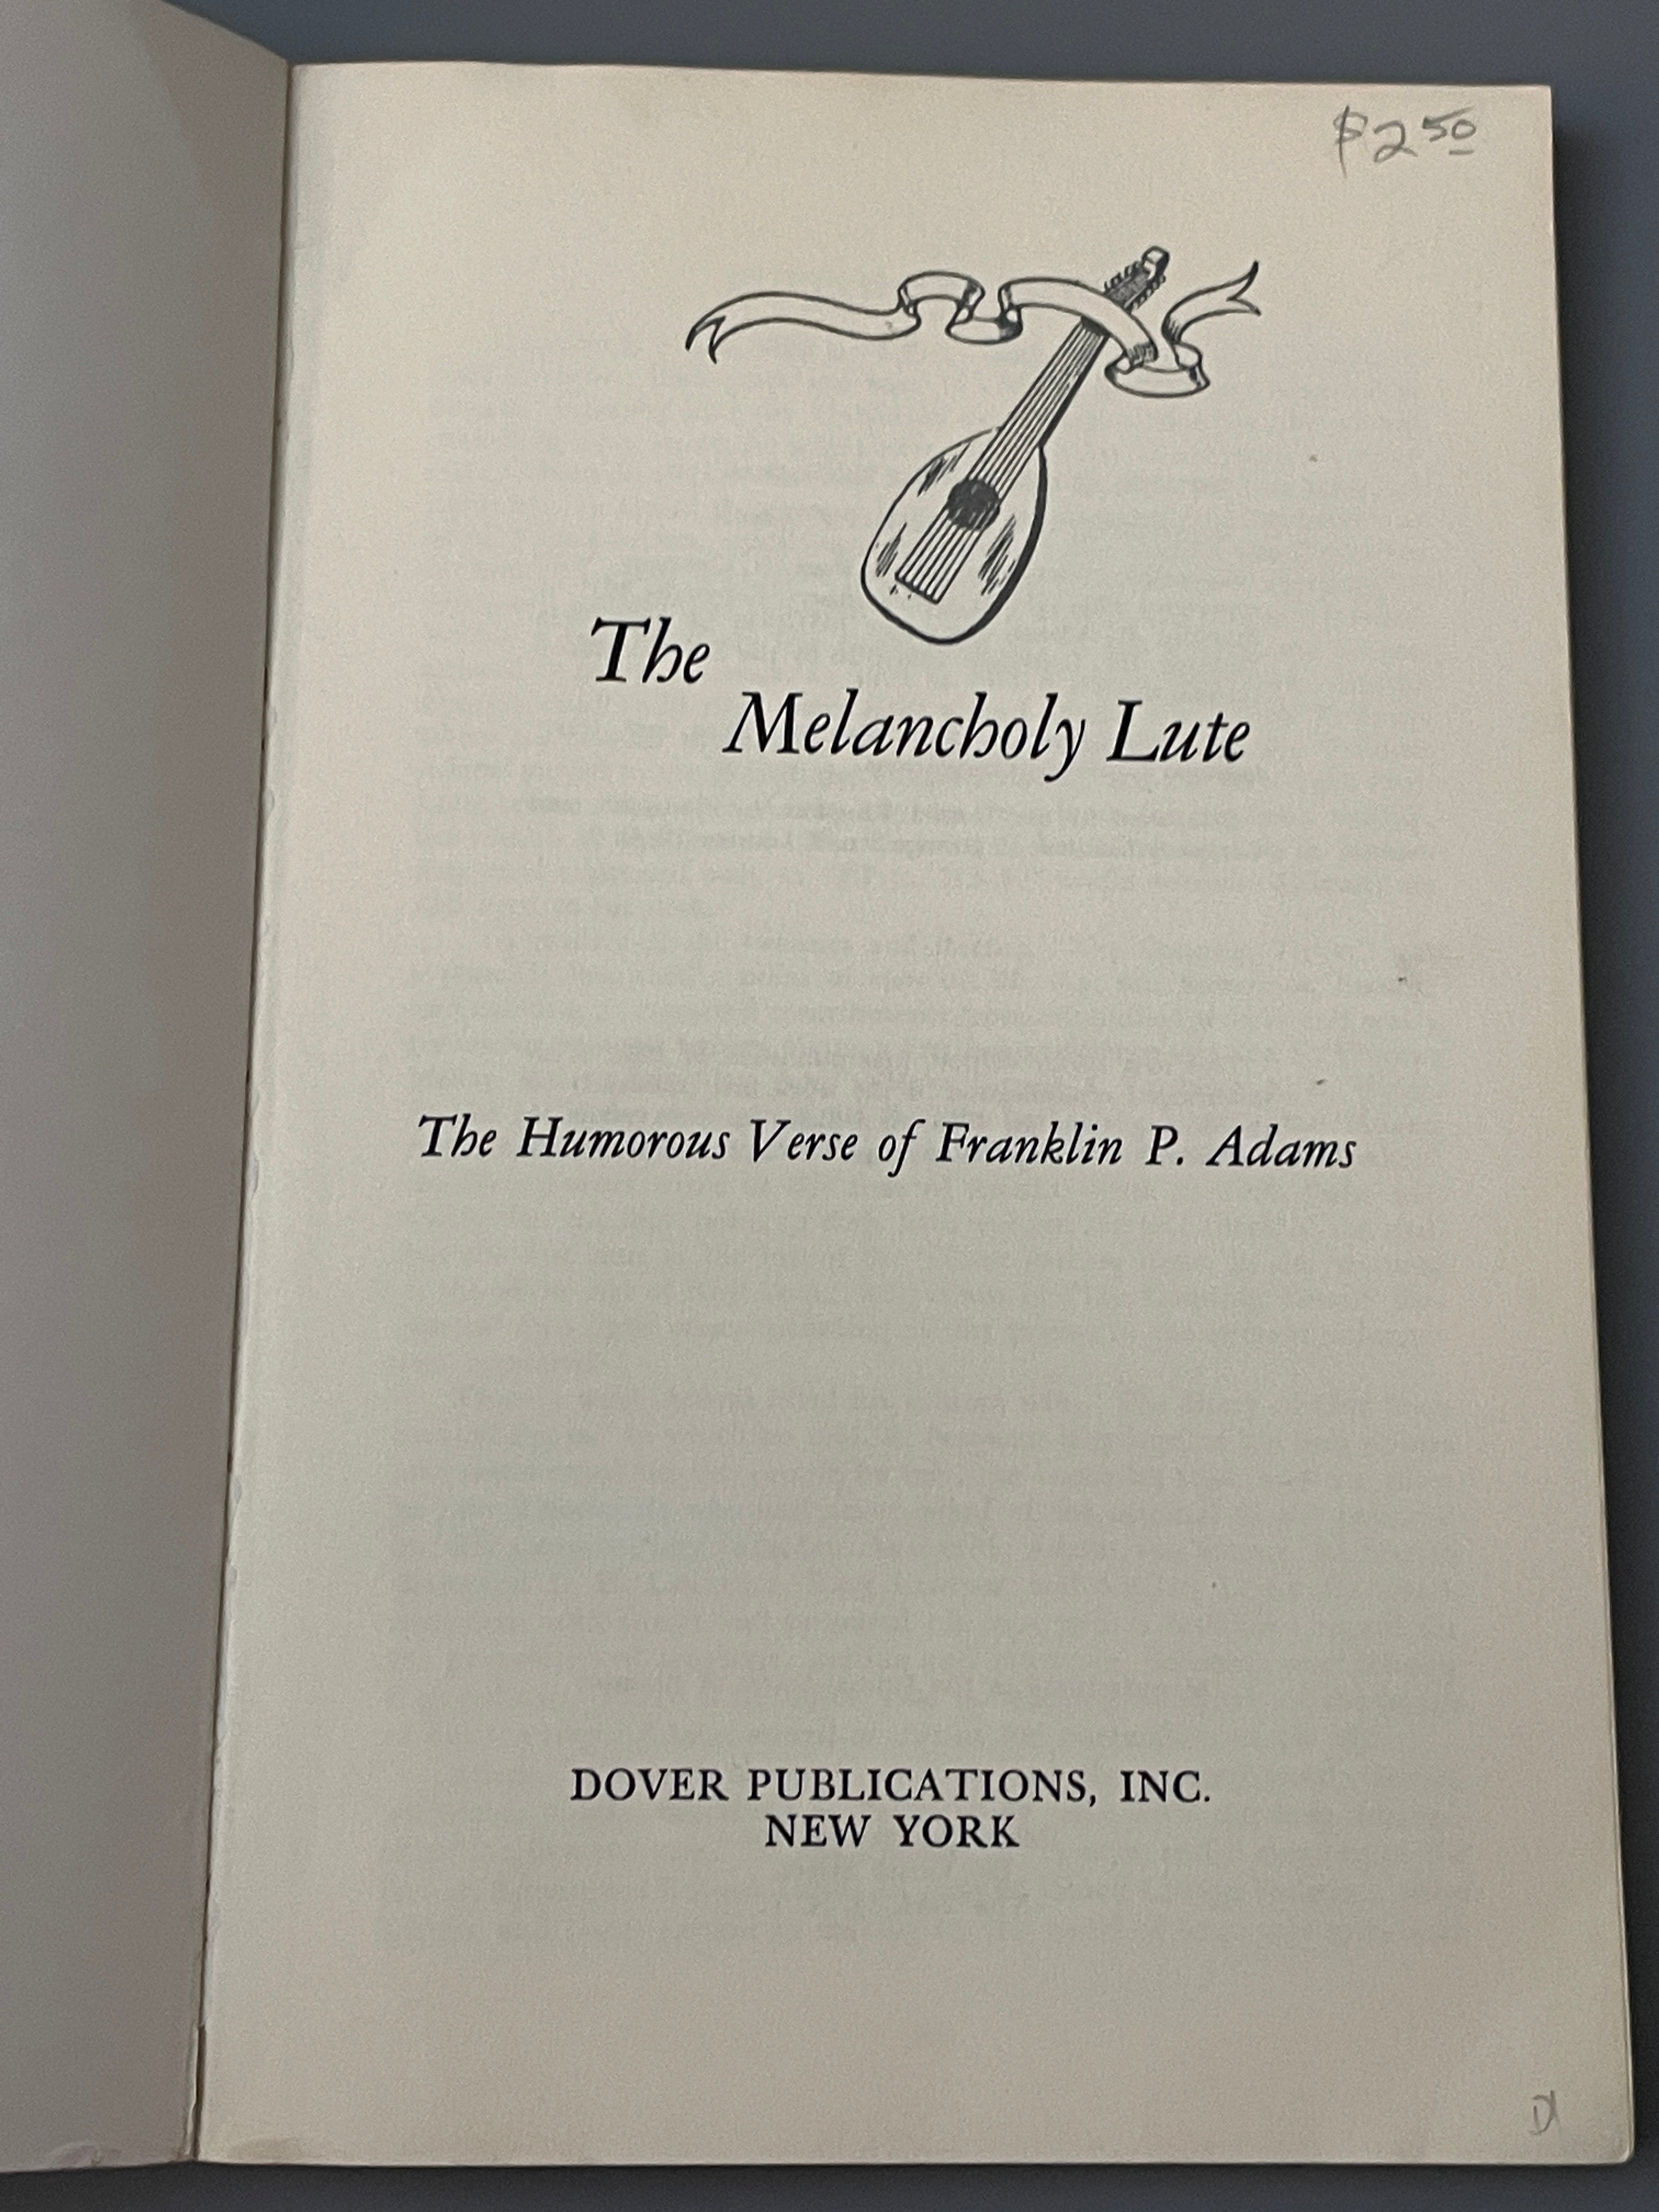 $2 50
The
Melancholy Lute
The Humorous Verse of Franklin P. Adams
DOVER PUBLICATIONS, INC.
NEW YORK